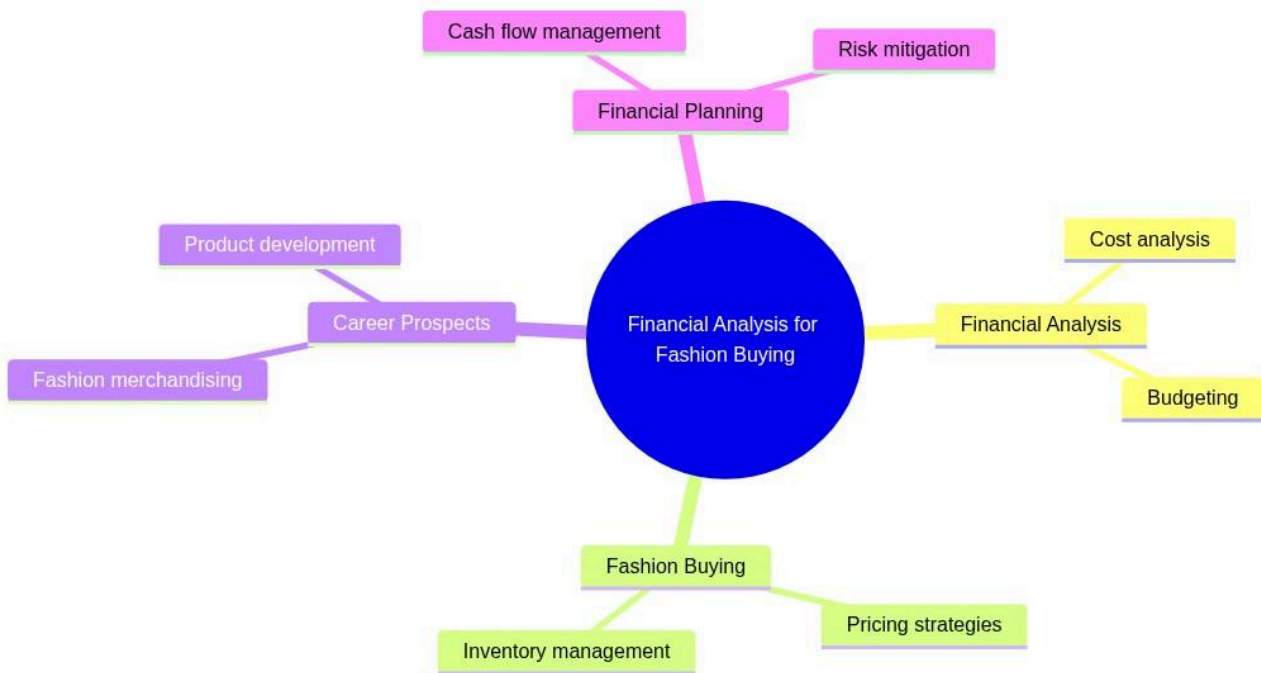 Cash flow management
Risk mitigation
Financial Planning
Product development
Cost analysis
Career Prospects
Financial Analysis for
Fashion Buying
Financial Analysis
Fashion merchandising
Budgeting
Fashion Buying
Pricing strategies
Inventory management